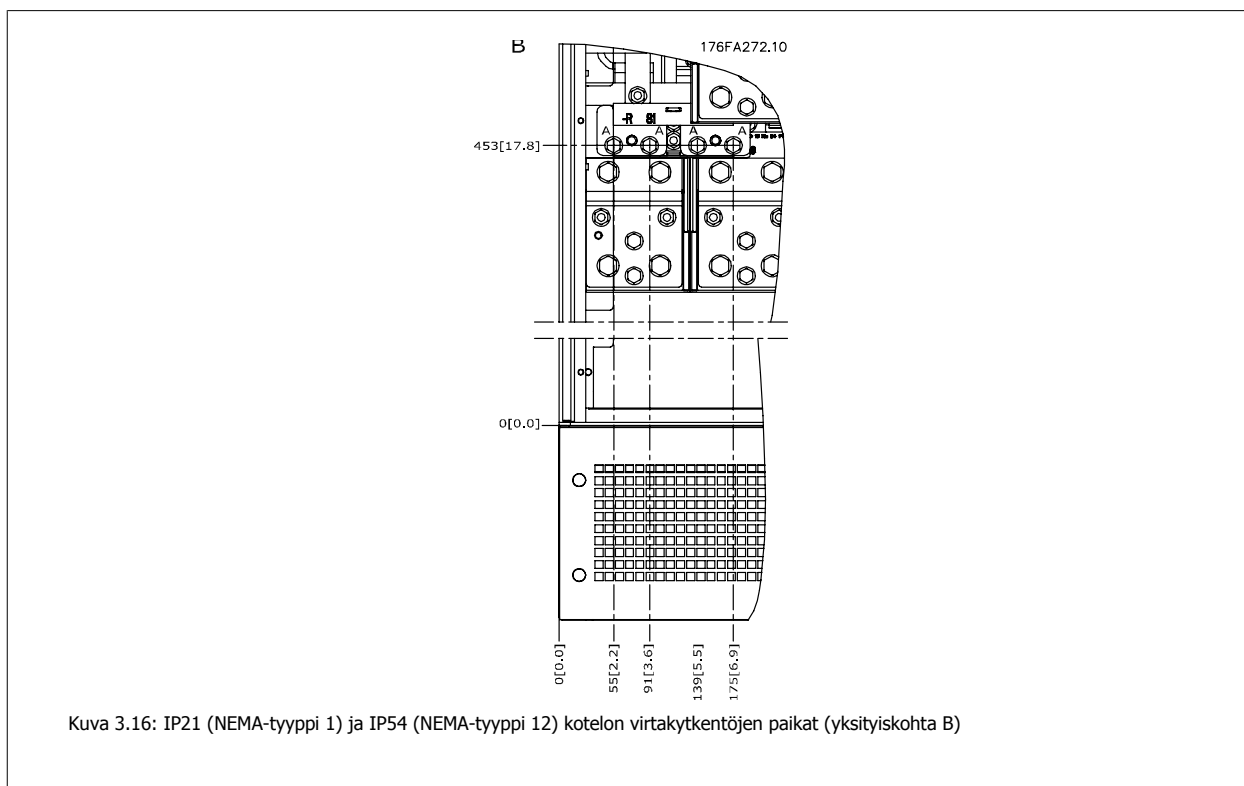 B 176FA272.10
-R 81
A A A A
453[17.8]
0[0.0]
0[0.0] 55[2.2] 91[3.6] 139[5.5] 175[6.9]
Kuva 3.16: IP21 (NEMA-tyyppi 1) ja IP54 (NEMA-tyyppi 12) kotelon virtakytkentöjen paikat (yksityiskohta B)